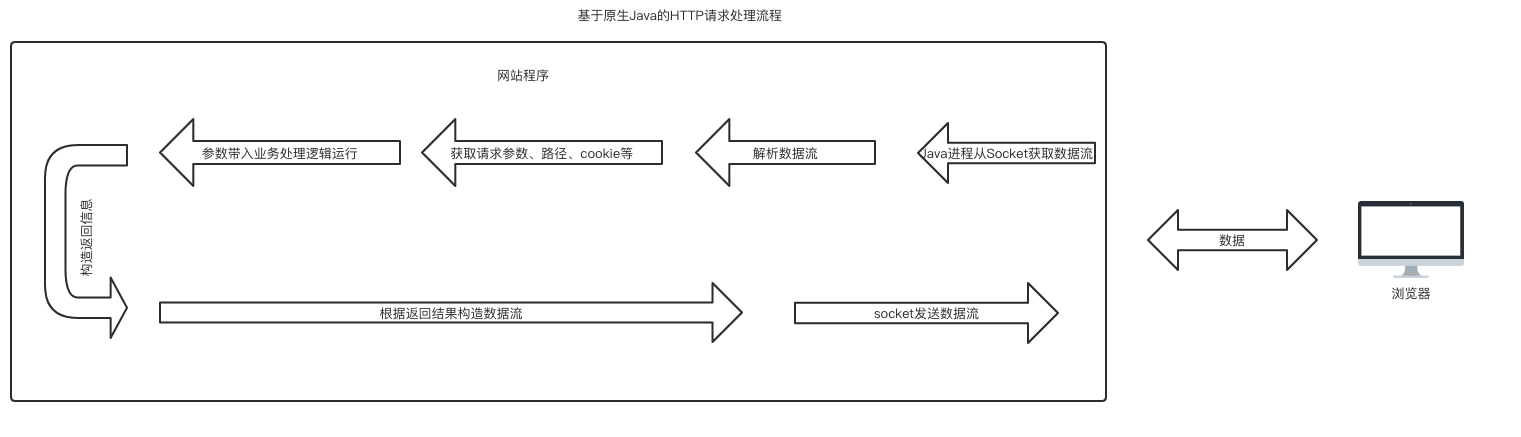 基于原生Java的HTTP请求处理流程
网站程序
参数带入业务处理逻辑运行
获取请求参数、路径、cookie等
解析数据流
Java进程从Socket获取数据流
构造返回信息
数据
浏览器
根据返回结果构造数据流
socket发送数据流